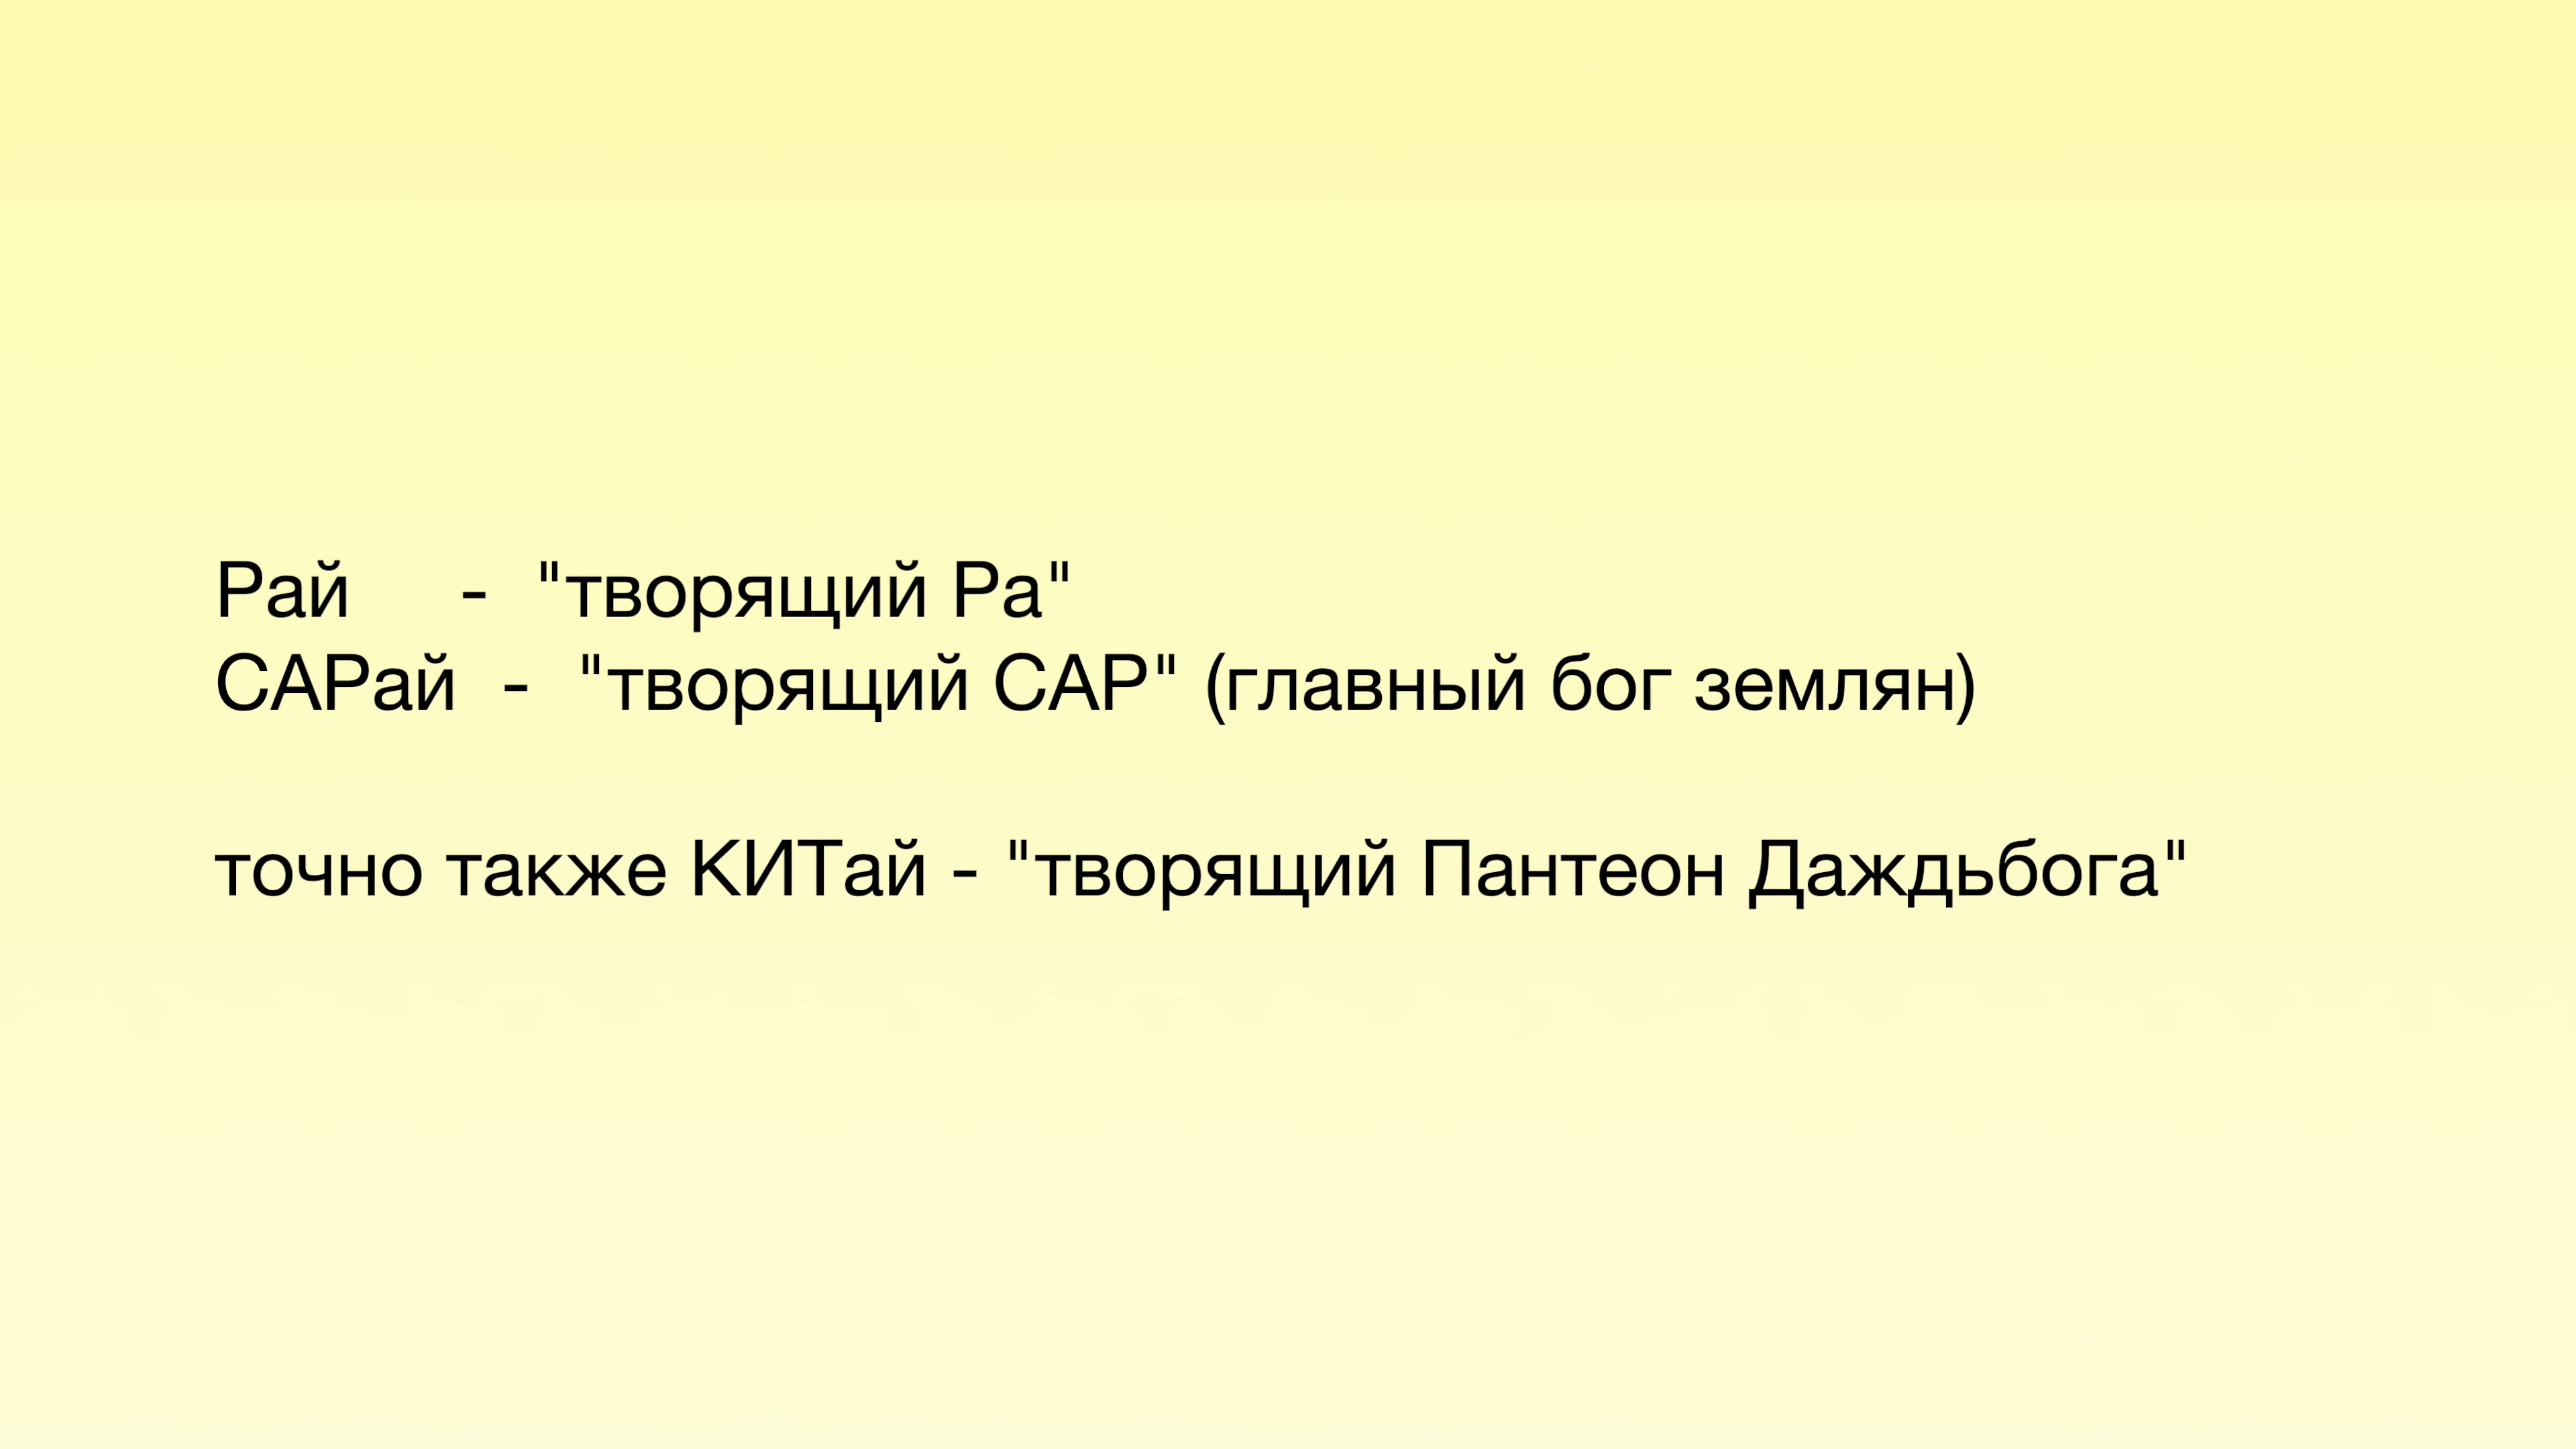 Рай - "творящий Ра"
САРай - "творящий САР" (главный бог землян)
точно также КИТай - "творящий Пантеон Даждьбога"